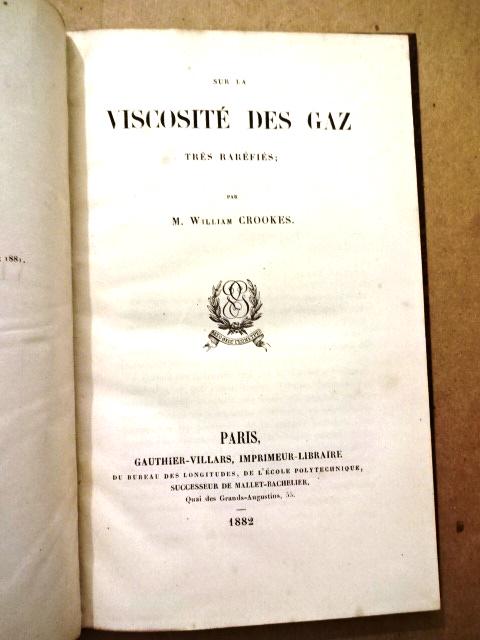 1881.
SUR LA
VISCOSITÉ DES GAZ
TRÈS RARÉFIÉS;
PAR
M. WILLIAM CROOKES.
PARIS,
GAUTHIER-VILLARS, IMPRIMEUR-LIBRAIRE
DU BUREAU DES LONGITUDES, DE L'ÉCOLE POLYTECHNIQUE,
SUCCESSEUR DE MALLET-BACHELIER,
Quai des Grands-Augustins, 55.
1882